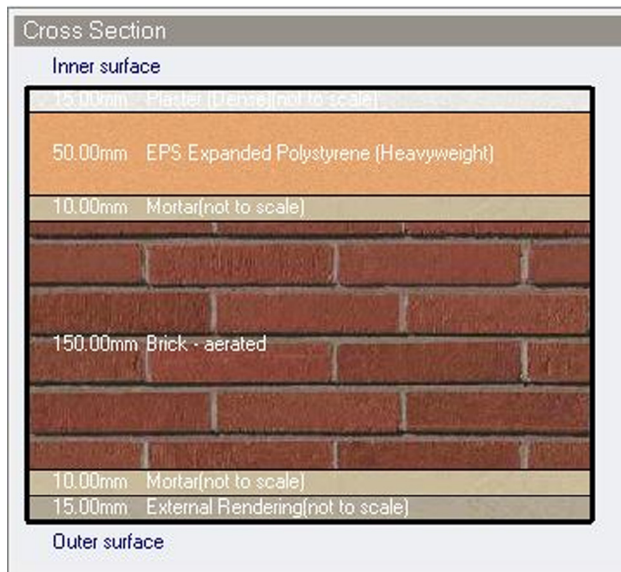 Cross Section
Inner surface
15.00mm Plaster (Dense)(not to scale)
50.00mm EPS Expanded Polystyrene (Heavyweight)
10.00mm Mortar(not to scale)
150.00mm Brick - aerated
10.00mm Mortar(not to scale)
15.00mm External Rendering(not to scale)
Outer surface